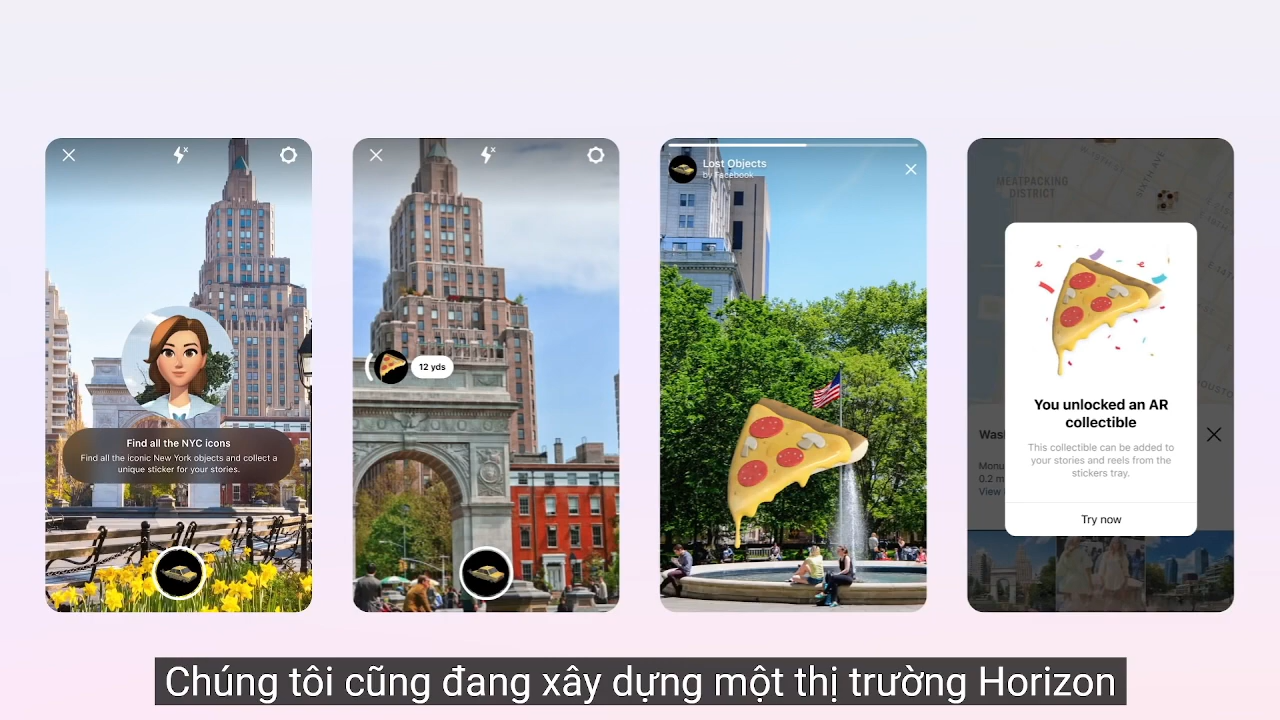 Find all the NYC icons
Find all the iconic New York objects and collect a
unique sticker for your stories.
12 yds
Lost Objects
by Facebook
MEATPACKING
DISTRICT
SIXTH AVE
You unlocked an AR
collectible
This collectible can be added to
your stories and reels from the
stickers tray.
Try now
Chúng tôi cũng đang xây dựng một thị trường Horizon